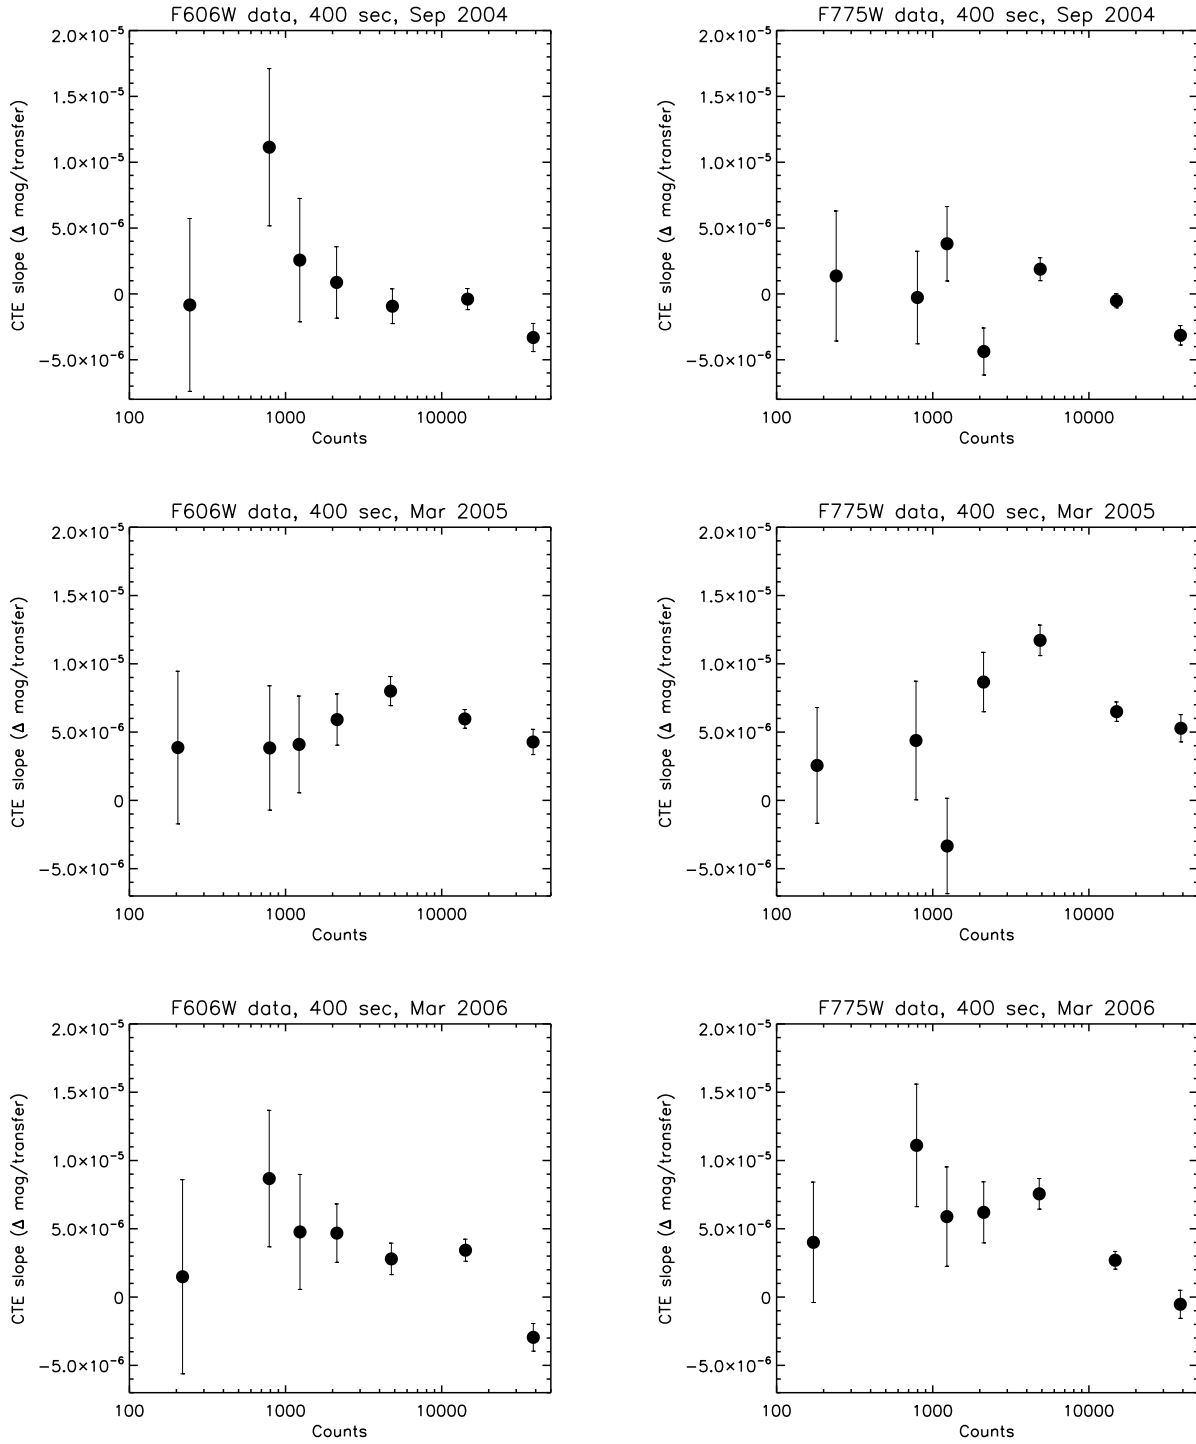 F606W data, 400 sec, Sep 2004
2.0×10⁻⁵
1.5×10⁻⁵
1.0×10⁻⁵
5.0×10⁻⁶
0
−5.0×10⁻⁶
CTE slope (Δ mag/transfer)
100 1000 10000
Counts
F775W data, 400 sec, Sep 2004
2.0×10⁻⁵
1.5×10⁻⁵
1.0×10⁻⁵
5.0×10⁻⁶
0
−5.0×10⁻⁶
CTE slope (Δ mag/transfer)
100 1000 10000
Counts
F606W data, 400 sec, Mar 2005
2.0×10⁻⁵
1.5×10⁻⁵
1.0×10⁻⁵
5.0×10⁻⁶
0
−5.0×10⁻⁶
CTE slope (Δ mag/transfer)
100 1000 10000
Counts
F775W data, 400 sec, Mar 2005
2.0×10⁻⁵
1.5×10⁻⁵
1.0×10⁻⁵
5.0×10⁻⁶
0
−5.0×10⁻⁶
CTE slope (Δ mag/transfer)
100 1000 10000
Counts
F606W data, 400 sec, Mar 2006
2.0×10⁻⁵
1.5×10⁻⁵
1.0×10⁻⁵
5.0×10⁻⁶
0
−5.0×10⁻⁶
CTE slope (Δ mag/transfer)
100 1000 10000
Counts
F775W data, 400 sec, Mar 2006
2.0×10⁻⁵
1.5×10⁻⁵
1.0×10⁻⁵
5.0×10⁻⁶
0
−5.0×10⁻⁶
CTE slope (Δ mag/transfer)
100 1000 10000
Counts